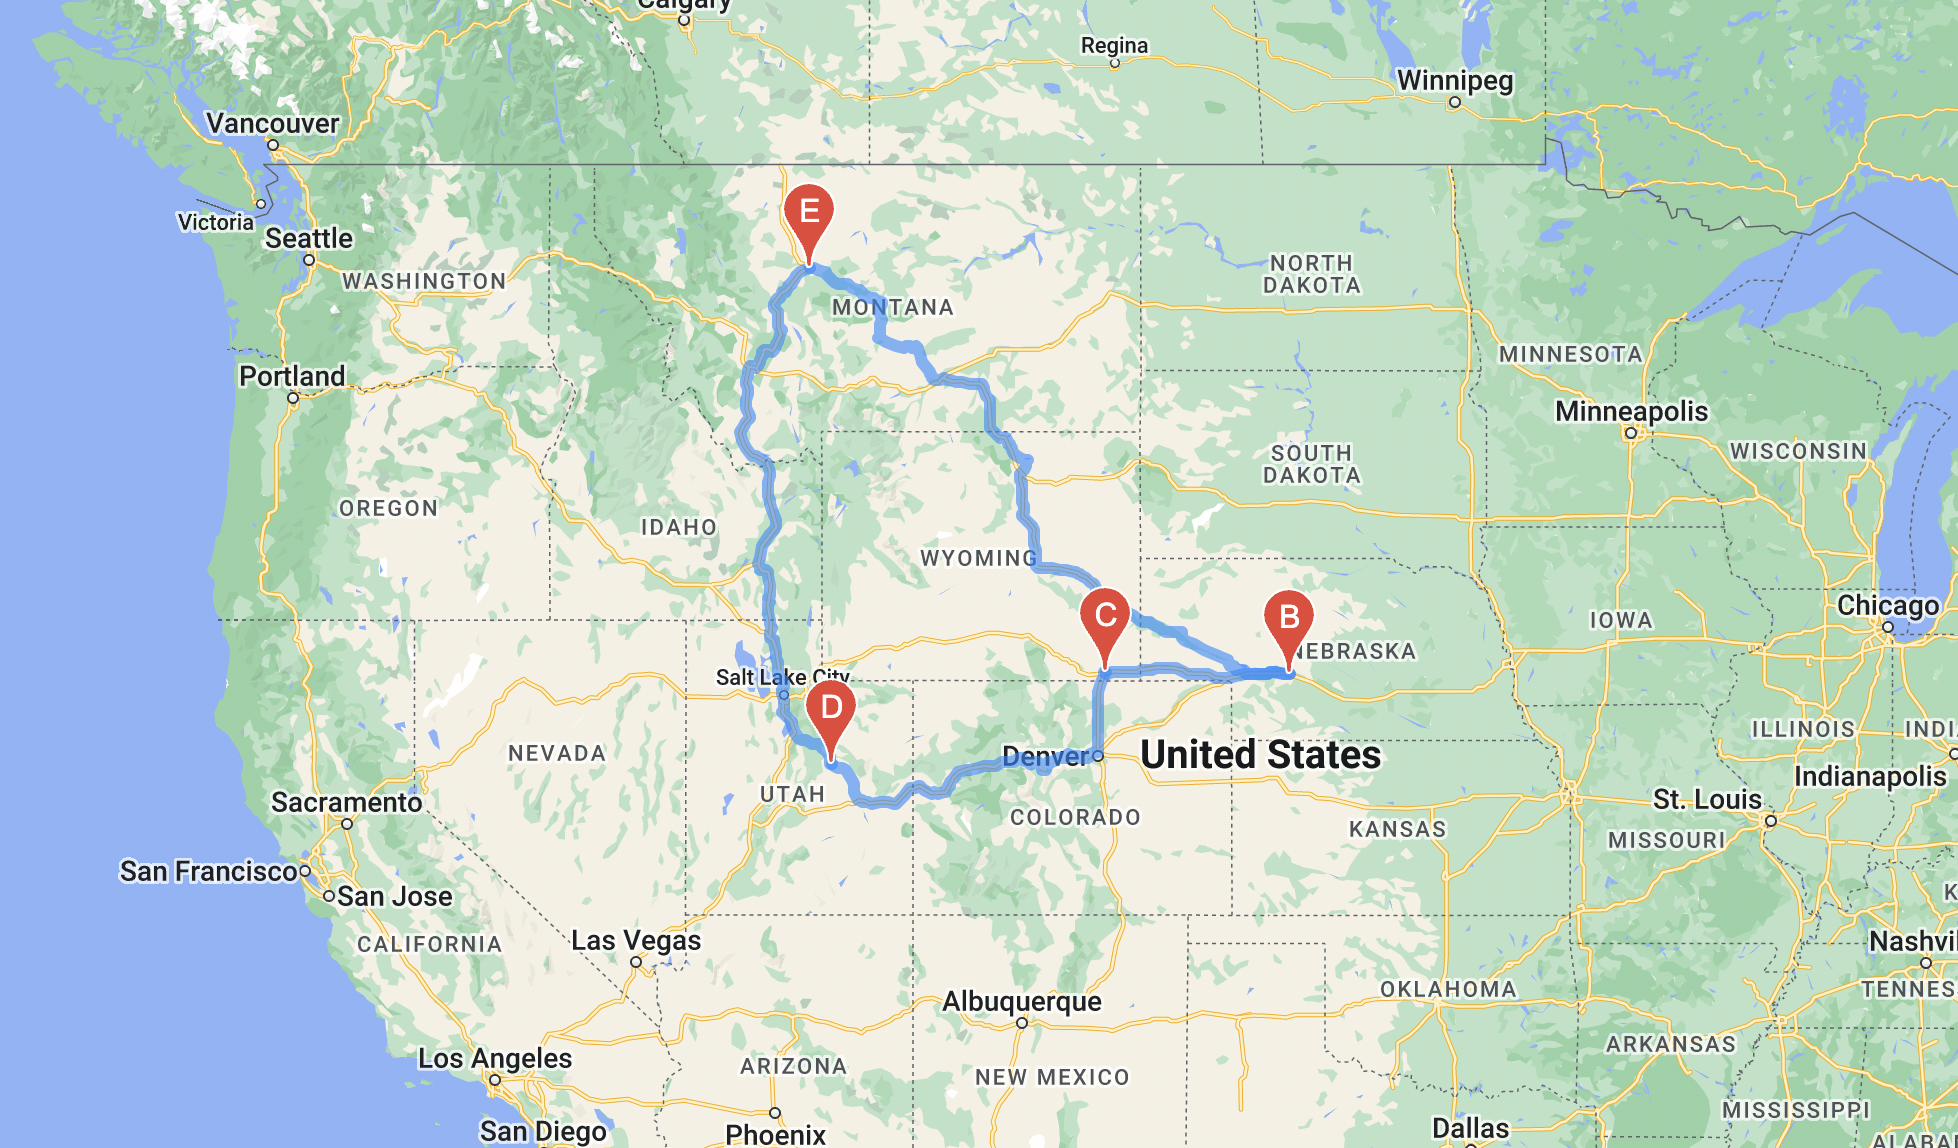 Calgary
Regina
Winnipeg
Vancouver
Victoria
Seattle
WASHINGTON
E
MONTANA
NORTH
DAKOTA
MINNESOTA
Portland
Minneapolis
WISCONSIN
SOUTH
DAKOTA
OREGON
IDAHO
WYOMING
C
B
NEBRASKA
IOWA
Chicago
Salt Lake City
D
NEVADA
UTAH
Denver
United States
ILLINOIS
INDI
Indianapolis
Sacramento
COLORADO
KANSAS
St. Louis
MISSOURI
San Francisco
San Jose
K
CALIFORNIA
Las Vegas
Nashvi
TENNES
Albuquerque
OKLAHOMA
ARKANSAS
Los Angeles
ARIZONA
NEW MEXICO
MISSISSIPPI
San Diego
Phoenix
Dallas
ALABA